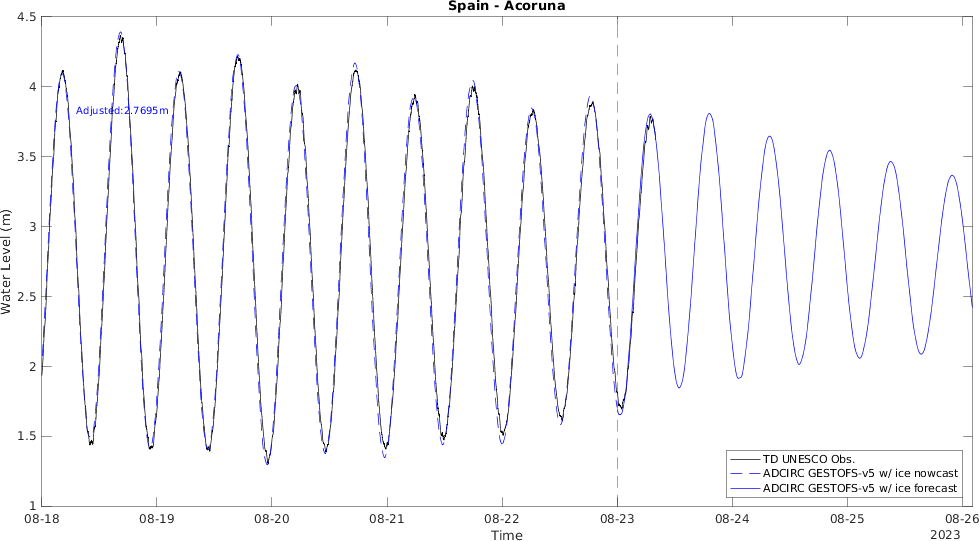 Spain - Acoruna
4.5
4
3.5
3
2.5
2
1.5
1
Water Level (m)
Adjusted:2.7695m
TD UNESCO Obs.
ADCIRC GESTOFS-v5 w/ ice nowcast
ADCIRC GESTOFS-v5 w/ ice forecast
08-18 08-19 08-20 08-21 08-22 08-23 08-24 08-25 08-26
Time
2023